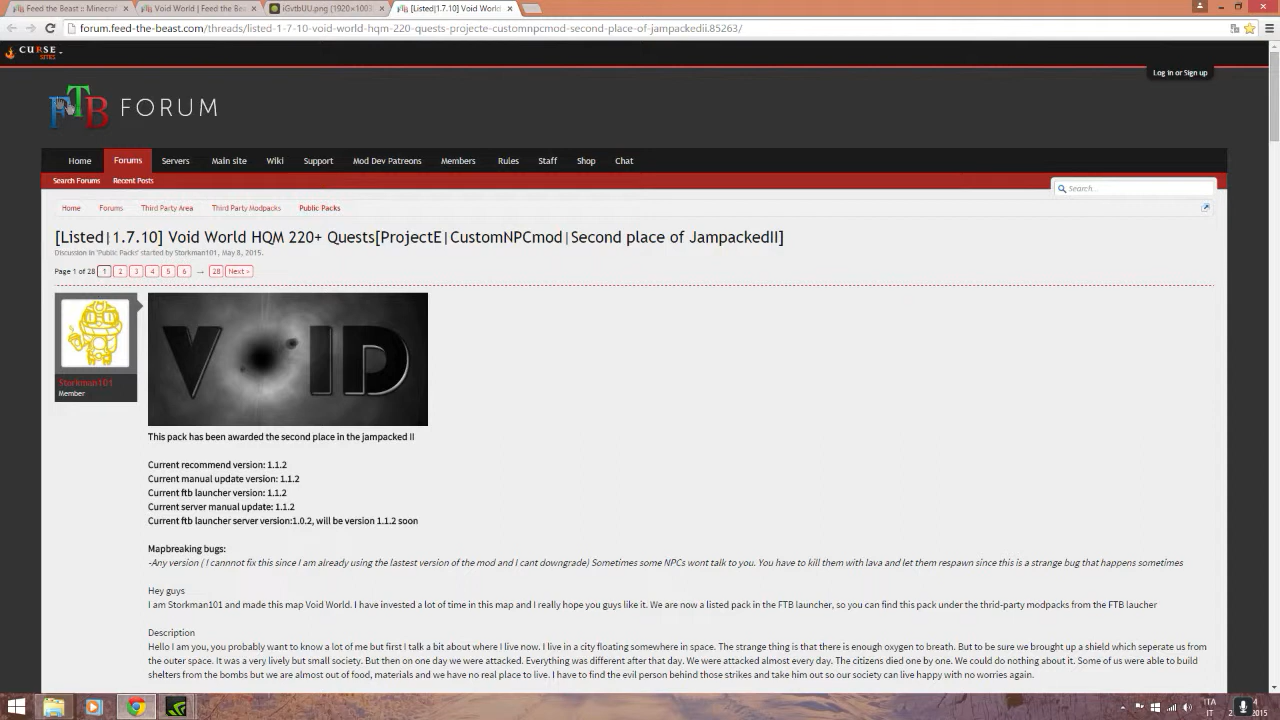 Feed the Beast :: Minecraf
Void World | Feed the Bea
iGvtbUU.png (1920×1003
[Listed|1.7.10] Void World
forum.feed-the-beast.com/threads/listed-1-7-10-void-world-hqm-220-quests-projecte-customnpcmod-second-place-of-jampackedii.85263/
CURSE
SITES
Log in or Sign up
FTB FORUM
Home Forums Servers Main site Wiki Support Mod Dev Patreons Members Rules Staff Shop Chat
Search Forums Recent Posts
Search...
Home Forums Third Party Area Third Party Modpacks Public Packs
[Listed|1.7.10] Void World HQM 220+ Quests[ProjectE|CustomNPCmod|Second place of JampackedII]
Discussion in 'Public Packs' started by Storkman101, May 8, 2015.
Page 1 of 28 1 2 3 4 5 6 → 28 Next >
VOID
Storkman101
Member
This pack has been awarded the second place in the jampacked II
Current recommend version: 1.1.2
Current manual update version: 1.1.2
Current ftb launcher version: 1.1.2
Current server manual update: 1.1.2
Current ftb launcher server version:1.0.2, will be version 1.1.2 soon
Mapbreaking bugs:
-Any version ( I cannnot fix this since I am already using the lastest version of the mod and I cant downgrade) Sometimes some NPCs wont talk to you. You have to kill them with lava and let them respawn since this is a strange bug that happens sometimes
Hey guys
I am Storkman101 and made this map Void World. I have invested a lot of time in this map and I really hope you guys like it. We are now a listed pack in the FTB launcher, so you can find this pack under the thrid-party modpacks from the FTB laucher
Description
Hello I am you, you probably want to know a lot of me but first I talk a bit about where I live now. I live in a city floating somewhere in space. The strange thing is that there is enough oxygen to breath. But to be sure we brought up a shield which seperate us from
the outer space. It was a very lively but small society. But then on one day we were attacked. Everything was different after that day. We were attacked almost every day. The citizens died one by one. We could do nothing about it. Some of us were able to build
shelters from the bombs but we are almost out of food, materials and we have no real place to live. I have to find the evil person behind those strikes and take him out so our society can live happy with no worries again.
ITA
IT